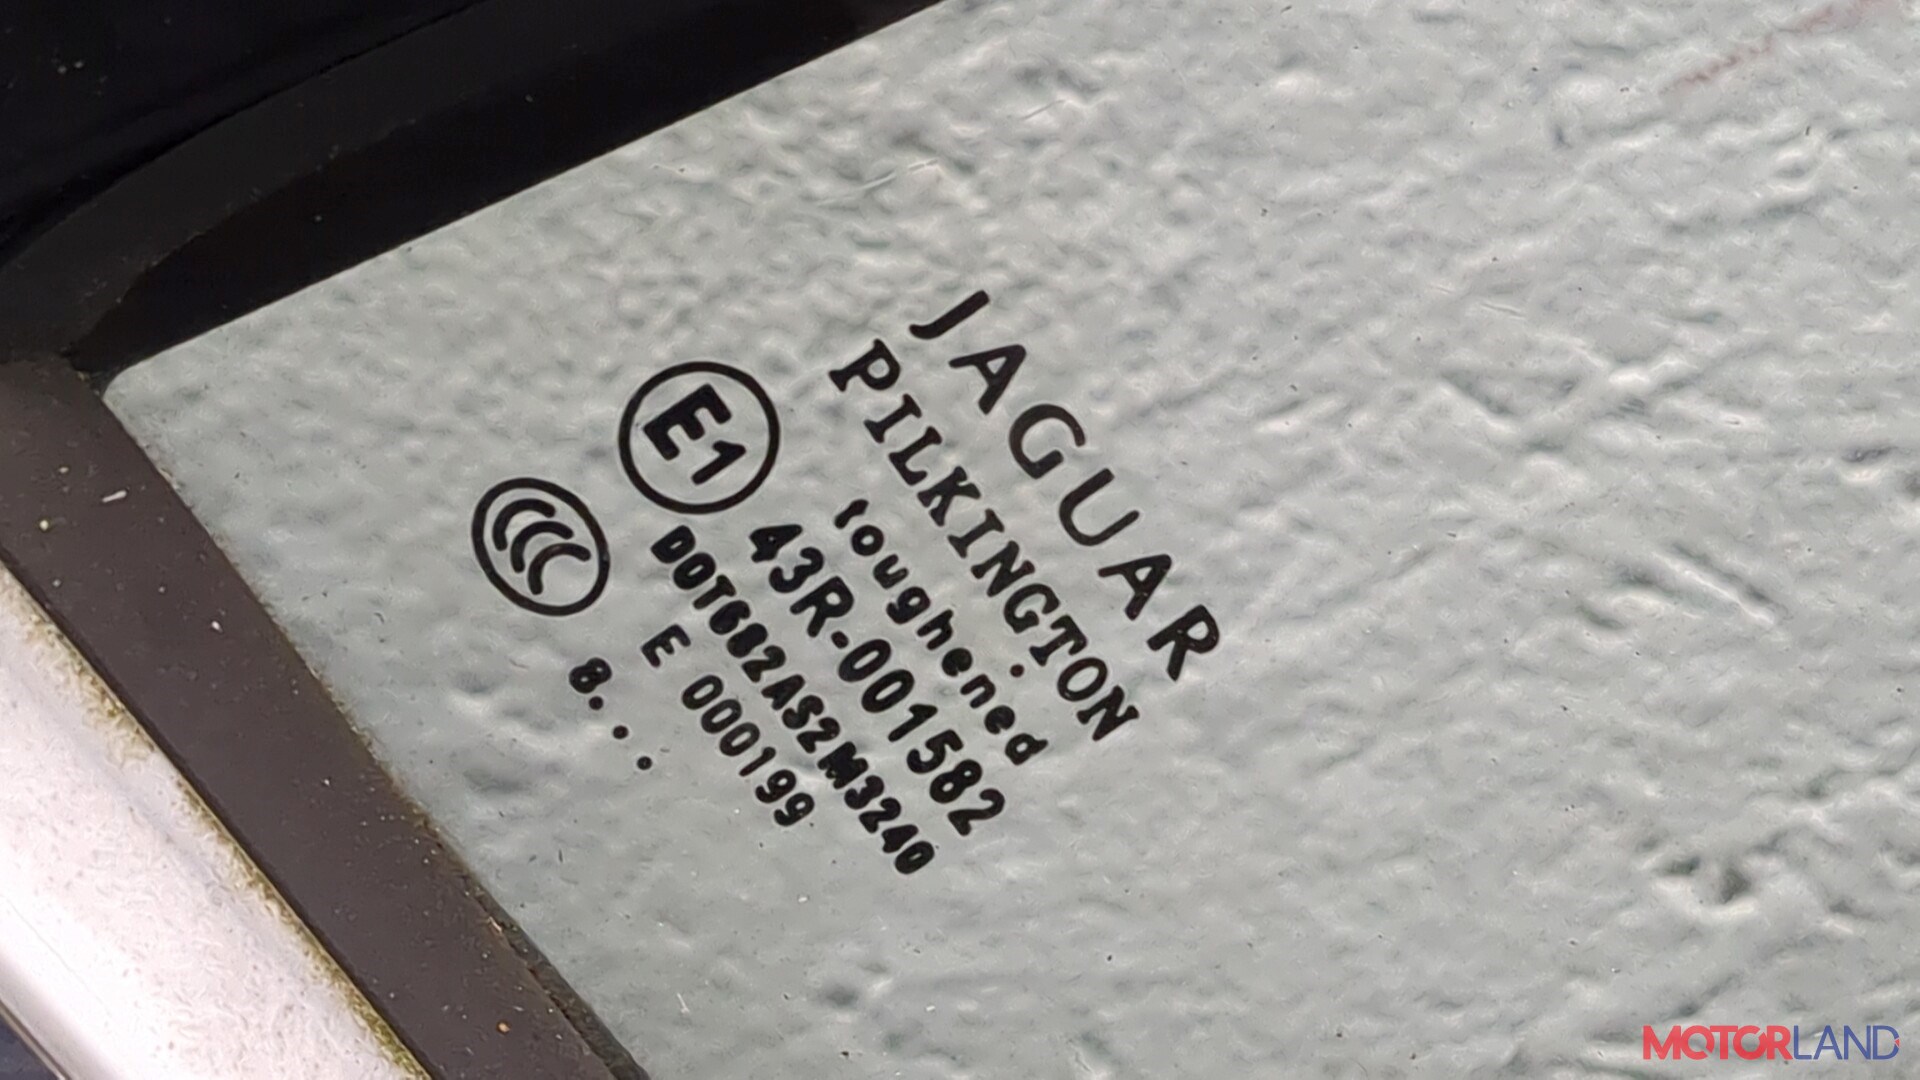 JAGUAR
PILKINGTON
toughened
E1 43R-001582
DOT682AS2M3240
CCC E 000199
8. . .
MOTORLAND